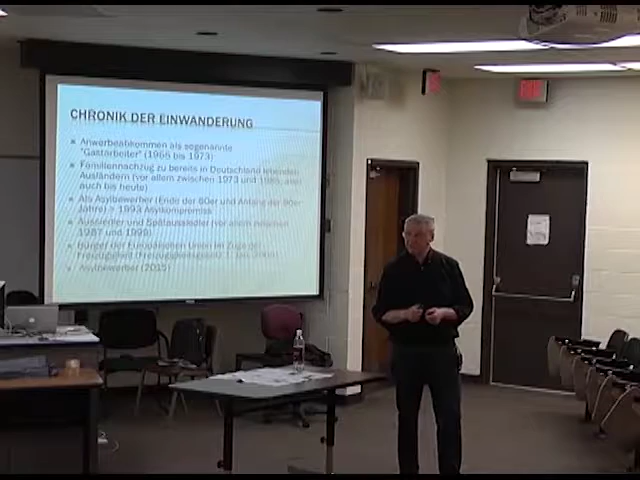 CHRONIK DER EINWANDERUNG
Anwerbeabkommen als sogenannte
"Gastarbeiter" (1955 bis 1973)
Familiennachzug zu bereits in Deutschland lebenden
Ausländern (vor allem zwischen 1973 und 1985, aber
auch bis heute)
Als Asylbewerber (Ende der 80er und Anfang der 90er
Jahre) > 1993 Asylkompromiss
Aussiedler und Spätaussiedler (vor allem zwischen
1987 und 1999)
Bürger der Europäischen Union im Zuge der
Asylbewerber (2015)